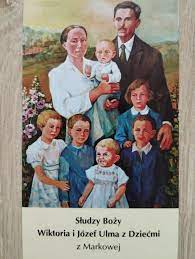 Słudzy Boży
Wiktoria i Józef Ulma z Dziećmi
z Markowej